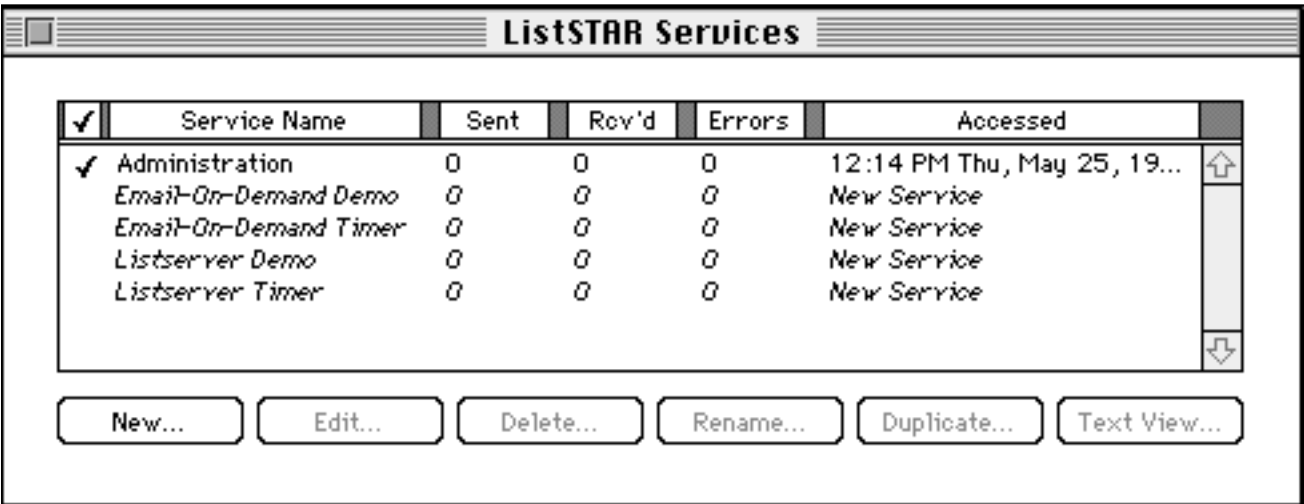 ListSTAR Services
✓ Service Name Sent Rcv'd Errors Accessed
✓ Administration 0 0 0 12:14 PM Thu, May 25, 19...
Email-On-Demand Demo 0 0 0 New Service
Email-On-Demand Timer 0 0 0 New Service
Listserver Demo 0 0 0 New Service
Listserver Timer 0 0 0 New Service
New... Edit... Delete... Rename... Duplicate... Text View...